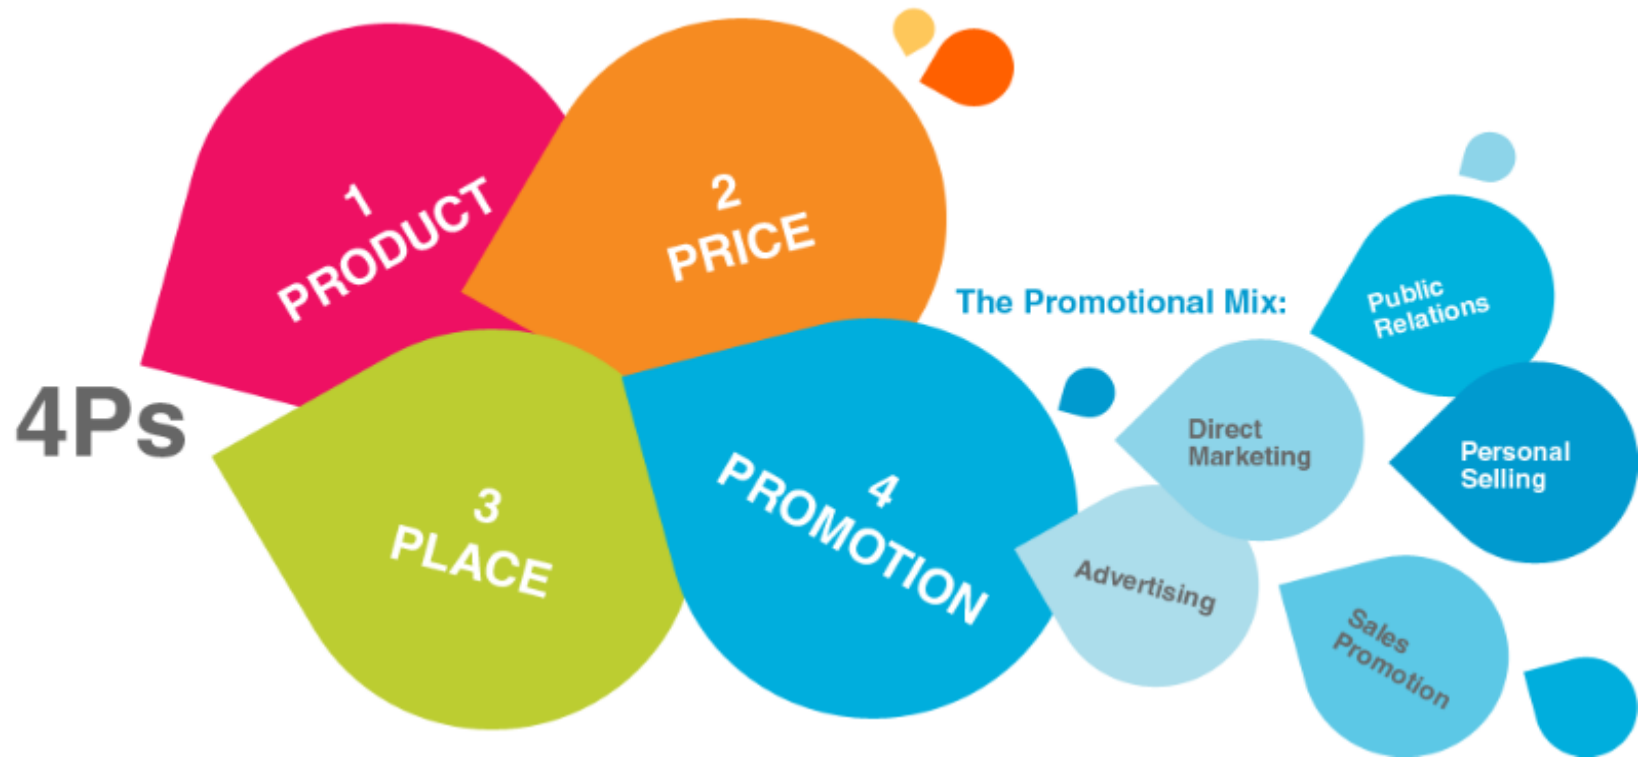 4Ps
1
PRODUCT
2
PRICE
3
PLACE
4
PROMOTION
The Promotional Mix:
Public
Relations
Direct
Marketing
Personal
Selling
Advertising
Sales
Promotion